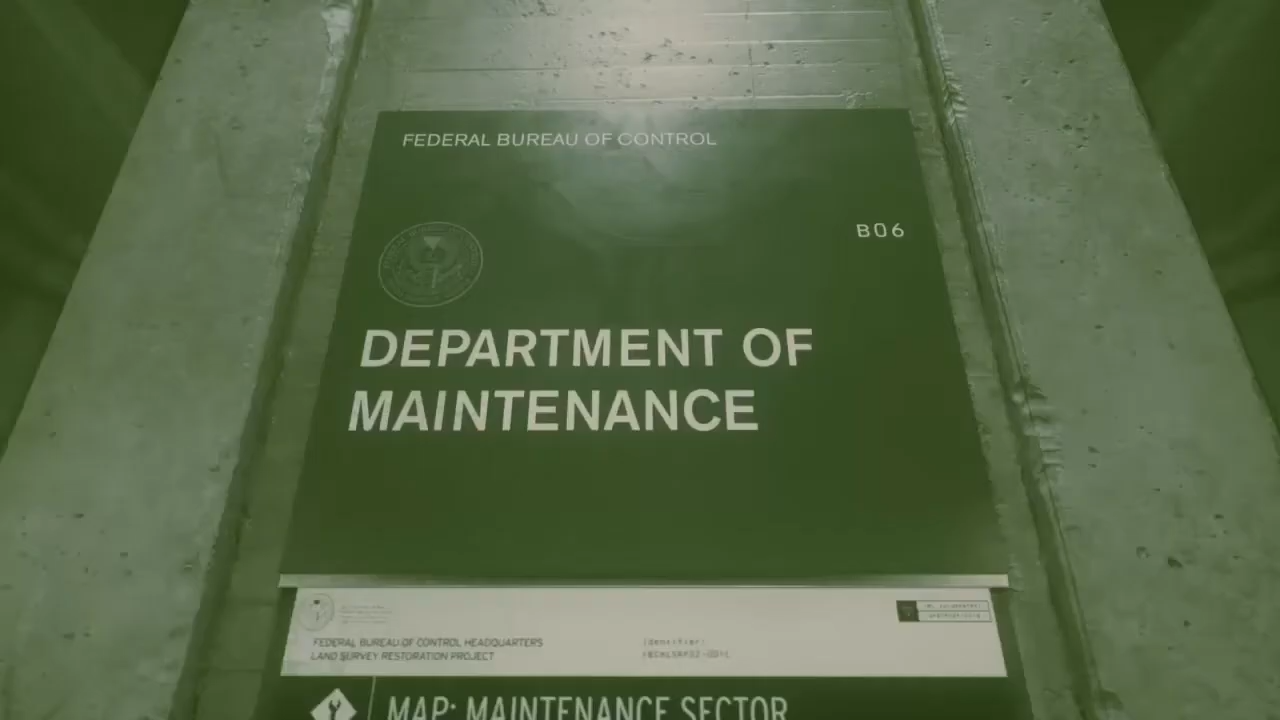 FEDERAL BUREAU OF CONTROL
B06
DEPARTMENT OF
MAINTENANCE
FEDERAL BUREAU OF CONTROL HEADQUARTERS
LAND SURVEY RESTORATION PROJECT
Identifier:
MAP: MAINTENANCE SECTOR